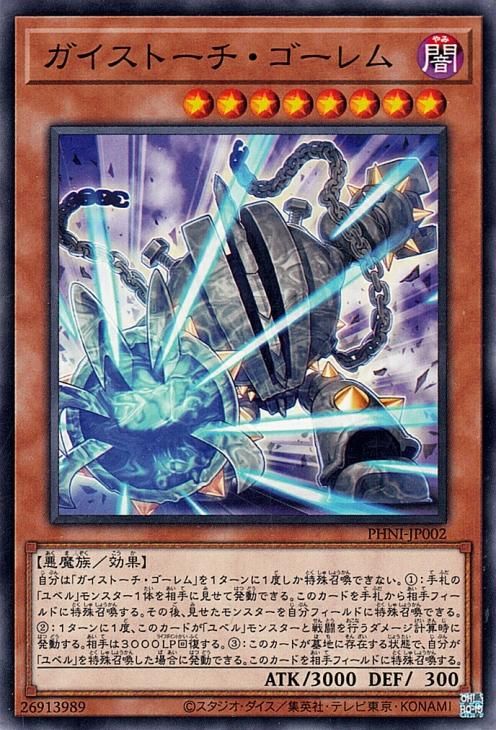 ガイストーチ・ゴーレム
闇
PHNI-JP002
【悪魔族／効果】
自分は「ガイストーチ・ゴーレム」を１ターンに１度しか特殊召喚できない。①：手札の
「ユベル」モンスター１体を相手に見せて発動できる。このカードを手札から相手フィー
ルドに特殊召喚する。その後、見せたモンスターを自分フィールドに特殊召喚できる。
②：１ターンに１度、このカードが「ユベル」モンスターと戦闘を行うダメージ計算時に
発動する。相手は３０００LP回復する。③：このカードが墓地に存在する状態で、自分が
「ユベル」を特殊召喚した場合に発動できる。このカードを相手フィールドに特殊召喚する。
ATK/3000 DEF/ 300
26913989
©スタジオ・ダイス／集英社・テレビ東京・KONAMI